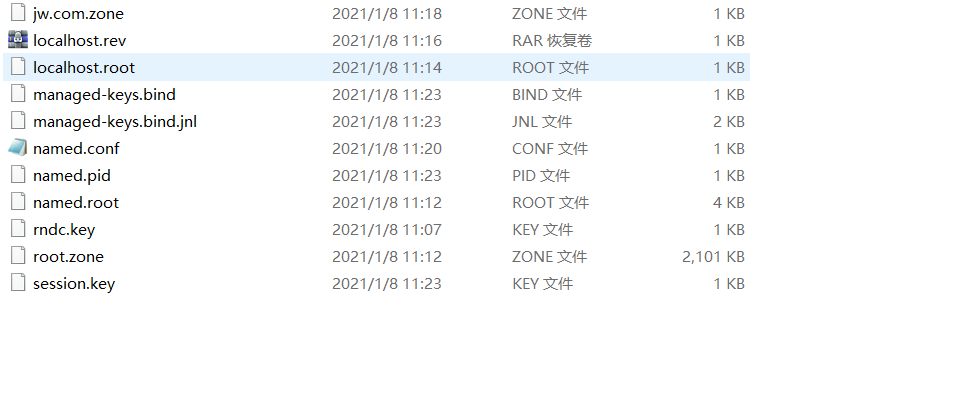 jw.com.zone 2021/1/8 11:18 ZONE 文件 1 KB
localhost.rev 2021/1/8 11:16 RAR 恢复卷 1 KB
localhost.root 2021/1/8 11:14 ROOT 文件 1 KB
managed-keys.bind 2021/1/8 11:23 BIND 文件 1 KB
managed-keys.bind.jnl 2021/1/8 11:23 JNL 文件 2 KB
named.conf 2021/1/8 11:20 CONF 文件 1 KB
named.pid 2021/1/8 11:23 PID 文件 1 KB
named.root 2021/1/8 11:12 ROOT 文件 4 KB
rndc.key 2021/1/8 11:07 KEY 文件 1 KB
root.zone 2021/1/8 11:12 ZONE 文件 2,101 KB
session.key 2021/1/8 11:23 KEY 文件 1 KB